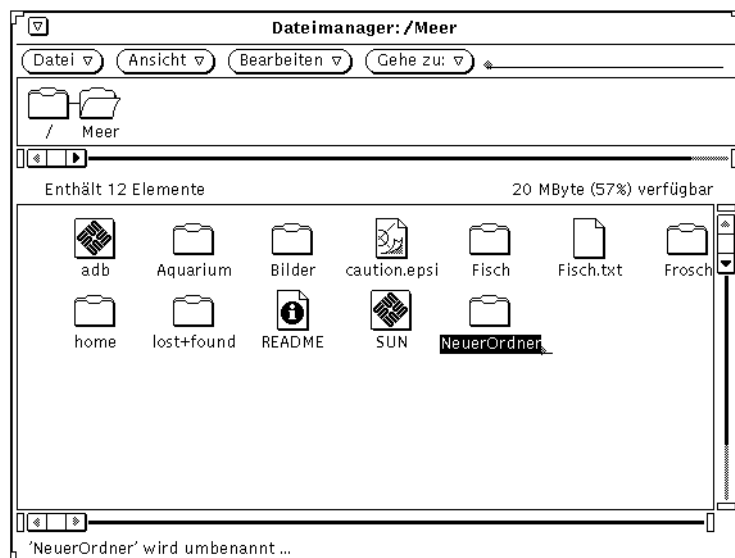 Dateimanager: /Meer
Datei Ansicht Bearbeiten Gehe zu:
/ Meer
Enthält 12 Elemente 20 MByte (57%) verfügbar
adb Aquarium Bilder caution.epsi Fisch Fisch.txt Frosch
home lost+found README SUN NeuerOrdner
'NeuerOrdner' wird umbenannt ...